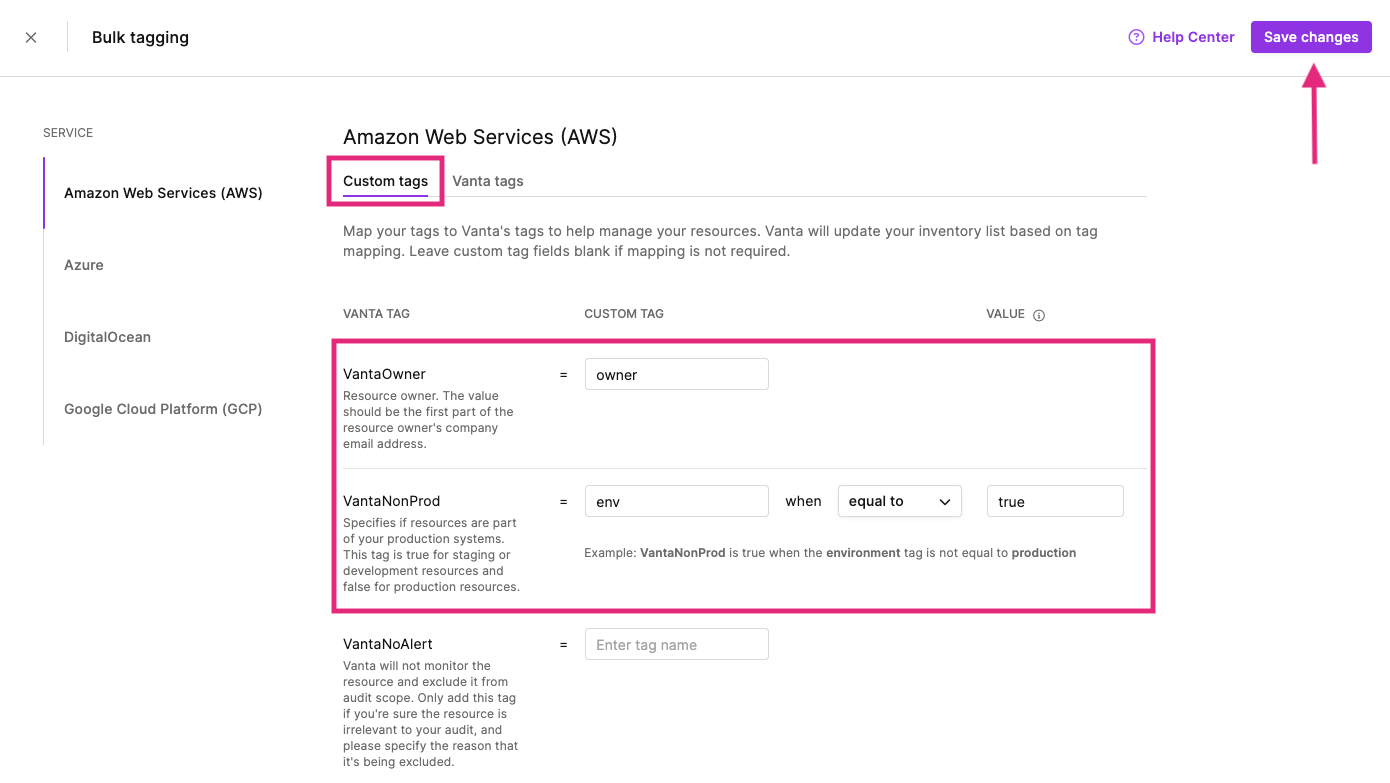 Bulk tagging
Help Center
Save changes
SERVICE
Amazon Web Services (AWS)
Azure
DigitalOcean
Google Cloud Platform (GCP)
Amazon Web Services (AWS)
Custom tags
Vanta tags
Map your tags to Vanta's tags to help manage your resources. Vanta will update your inventory list based on tag
mapping. Leave custom tag fields blank if mapping is not required.
VANTA TAG
CUSTOM TAG
VALUE
VantaOwner
=
owner
Resource owner. The value
should be the first part of the
resource owner's company
email address.
VantaNonProd
=
env
when
equal to
true
Specifies if resources are part
of your production systems.
This tag is true for staging or
development resources and
false for production resources.
Example: VantaNonProd is true when the environment tag is not equal to production
VantaNoAlert
=
Enter tag name
Vanta will not monitor the
resource and exclude it from
audit scope. Only add this tag
if you're sure the resource is
irrelevant to your audit, and
please specify the reason that
it's being excluded.